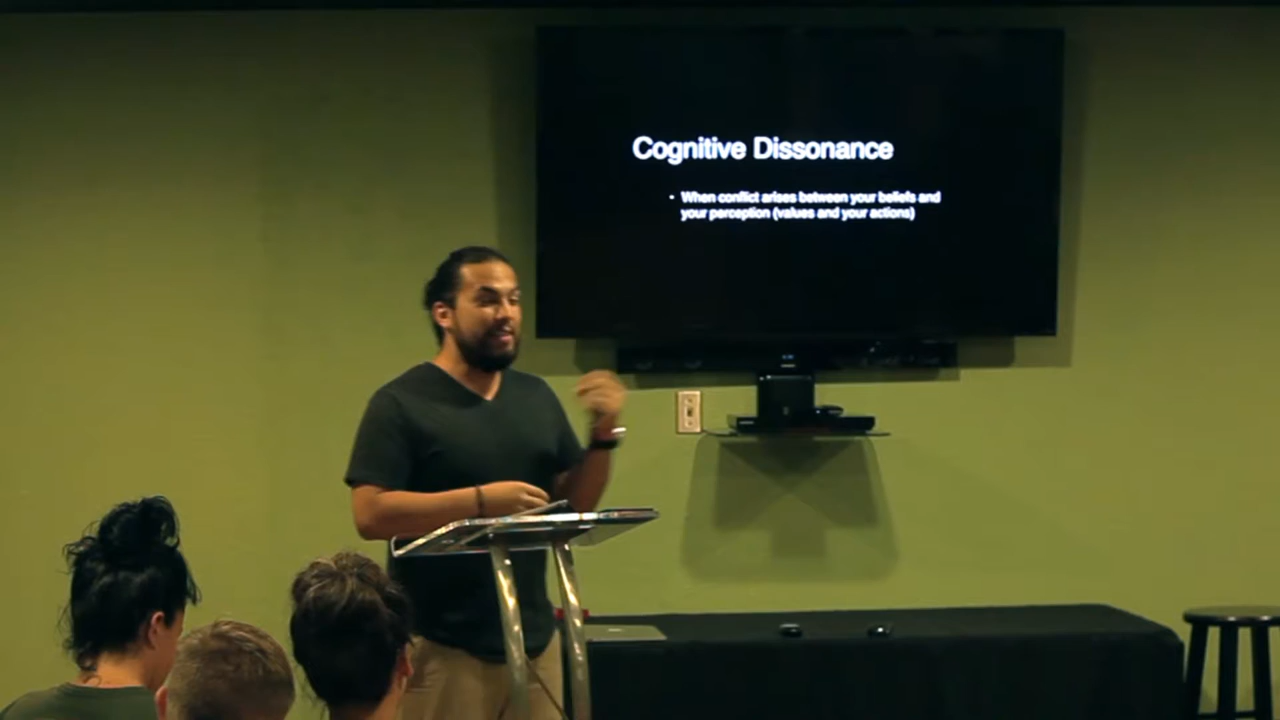 Cognitive Dissonance
• When conflict arises between your beliefs and
your perception (values and your actions)